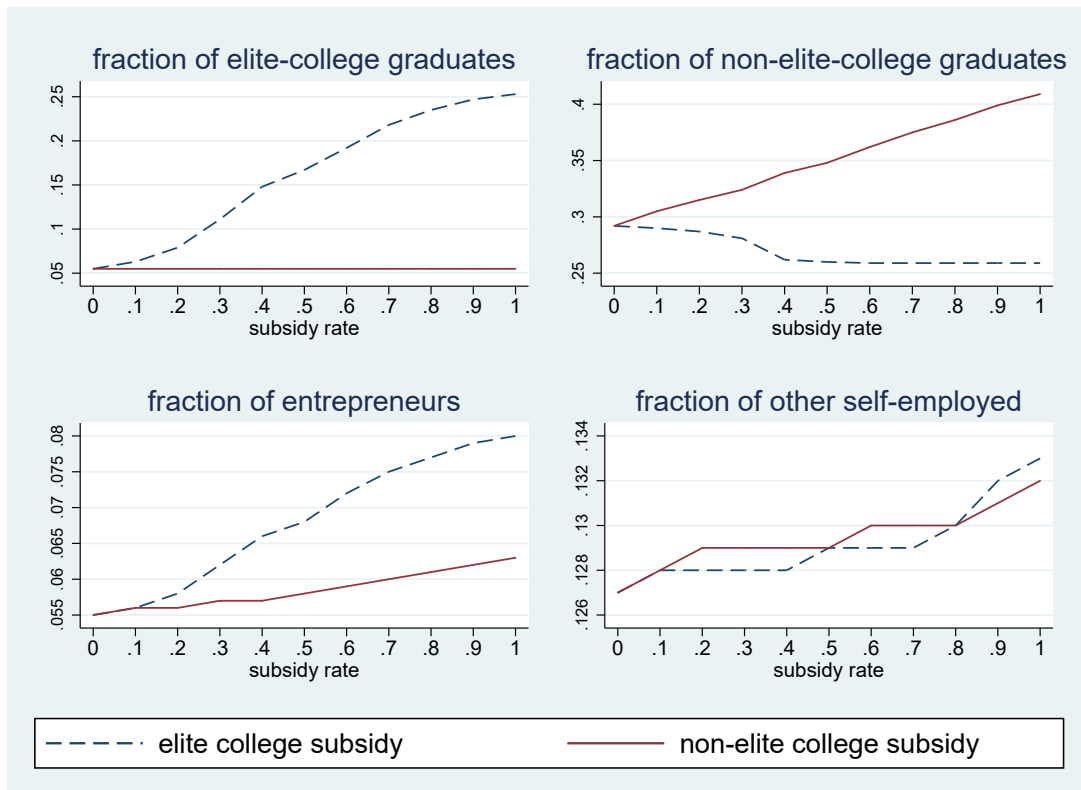 fraction of elite-college graduates
.25
.2
.15
.1
.05
0 .1 .2 .3 .4 .5 .6 .7 .8 .9 1
subsidy rate
fraction of non-elite-college graduates
.4
.35
.3
.25
0 .1 .2 .3 .4 .5 .6 .7 .8 .9 1
subsidy rate
fraction of entrepreneurs
.08
.075
.07
.065
.06
.055
0 .1 .2 .3 .4 .5 .6 .7 .8 .9 1
subsidy rate
fraction of other self-employed
.134
.132
.13
.128
.126
0 .1 .2 .3 .4 .5 .6 .7 .8 .9 1
subsidy rate
elite college subsidy
non-elite college subsidy